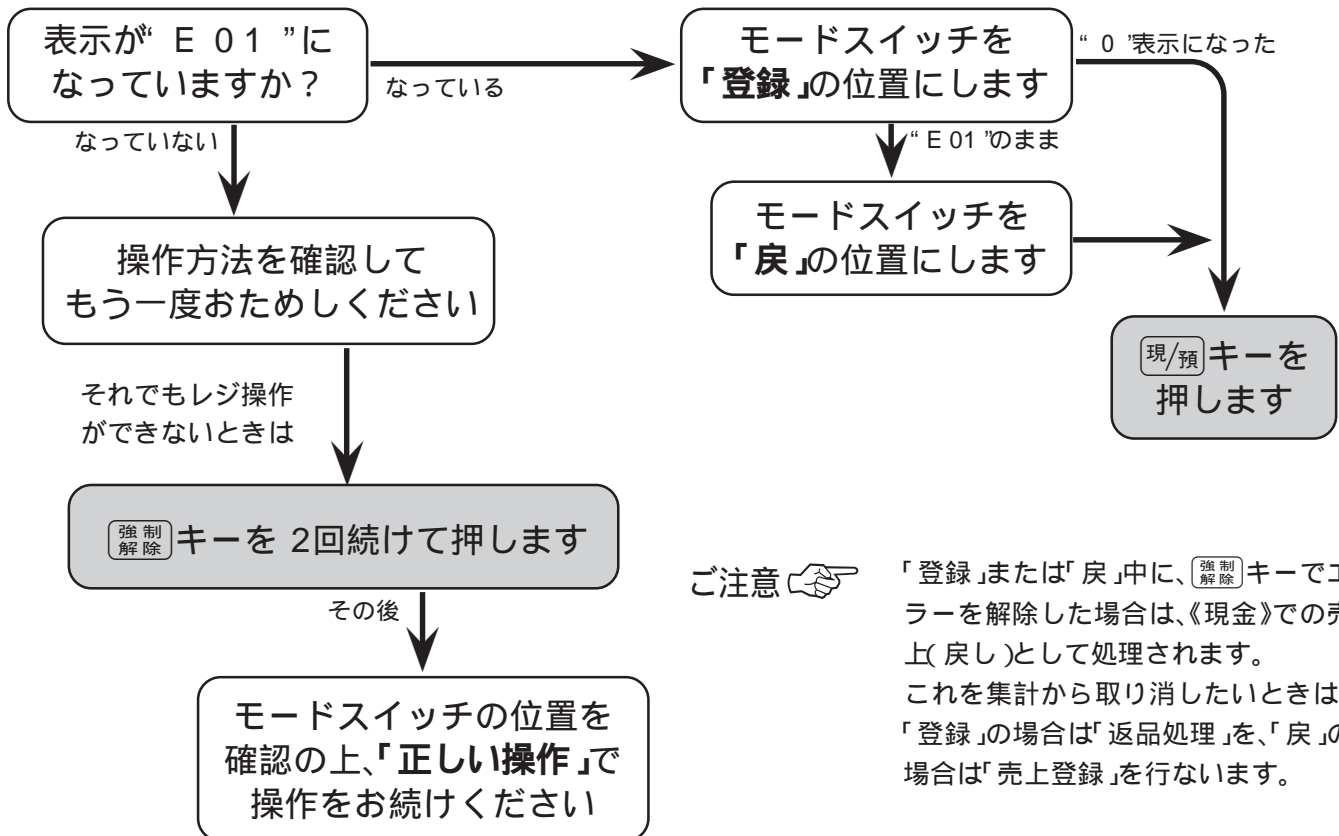 表示が“ E 0 1 ”に
なっていますか？
なっている
モードスイッチを
「登録」の位置にします
“ 0 ”表示になった
なっていない
“ E 01 ”のまま
モードスイッチを
「戻」の位置にします
操作方法を確認して
もう一度おためしください
現/預キーを
押します
それでもレジ操作
ができないときは
強制解除キーを 2回続けて押します
その後
モードスイッチの位置を
確認の上、「正しい操作」で
操作をお続けください
ご注意
「登録」または「戻」中に、強制解除キーでエ
ラーを解除した場合は、《現金》での売
上(戻し)として処理されます。
これを集計から取り消したいときは
「登録」の場合は「返品処理」を、「戻」の
場合は「売上登録」を行ないます。